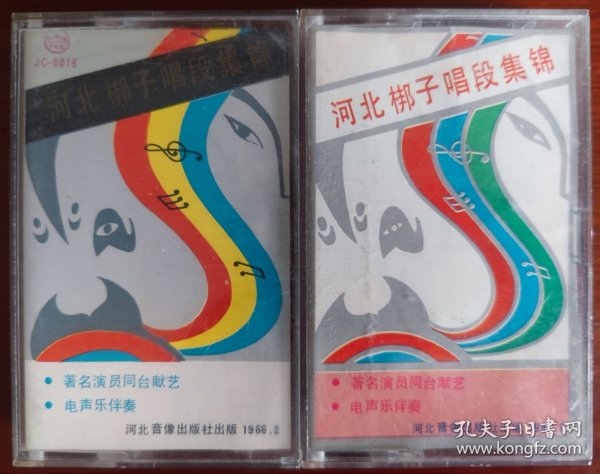 JC-0016
河北梆子唱段集锦
• 著名演员同台献艺
• 电声乐伴奏
河北音像出版社出版 1986.2
河北梆子唱段集锦
• 著名演员同台献艺
• 电声乐伴奏
河北音像出版
孔夫子旧书网
www.kongfz.com